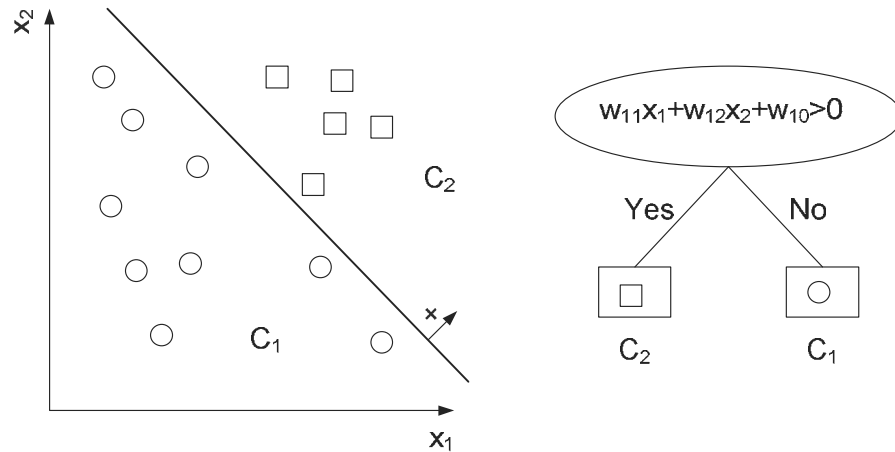 x₂
C₂
+
C₁
x₁
w₁₁x₁+w₁₂x₂+w₁₀>0
Yes No
C₂ C₁